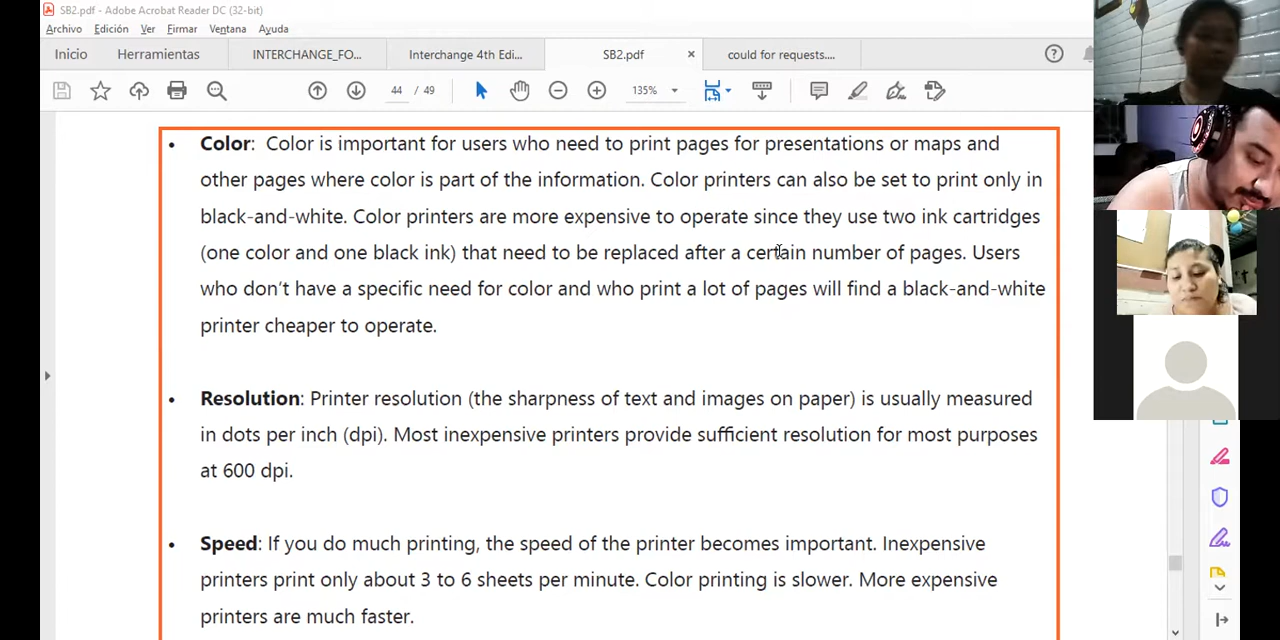 SB2.pdf - Adobe Acrobat Reader DC (32-bit)
Archivo Edición Ver Firmar Ventana Ayuda
Inicio Herramientas INTERCHANGE_FO... Interchange 4th Edi... SB2.pdf × could for requests....
44 / 49 135%
• Color: Color is important for users who need to print pages for presentations or maps and
other pages where color is part of the information. Color printers can also be set to print only in
black-and-white. Color printers are more expensive to operate since they use two ink cartridges
(one color and one black ink) that need to be replaced after a certain number of pages. Users
who don't have a specific need for color and who print a lot of pages will find a black-and-white
printer cheaper to operate.
• Resolution: Printer resolution (the sharpness of text and images on paper) is usually measured
in dots per inch (dpi). Most inexpensive printers provide sufficient resolution for most purposes
at 600 dpi.
• Speed: If you do much printing, the speed of the printer becomes important. Inexpensive
printers print only about 3 to 6 sheets per minute. Color printing is slower. More expensive
printers are much faster.